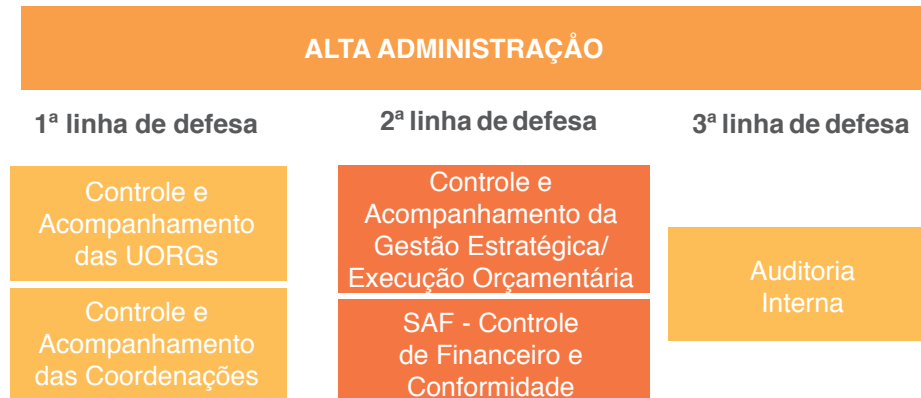 ALTA ADMINISTRAÇÅO
1ª linha de defesa
2ª linha de defesa
3ª linha de defesa
Controle e
Acompanhamento
das UORGs
Controle e
Acompanhamento
das Coordenações
Controle e
Acompanhamento da
Gestão Estratégica/
Execução Orçamentária
SAF - Controle
de Financeiro e
Conformidade
Auditoria
Interna